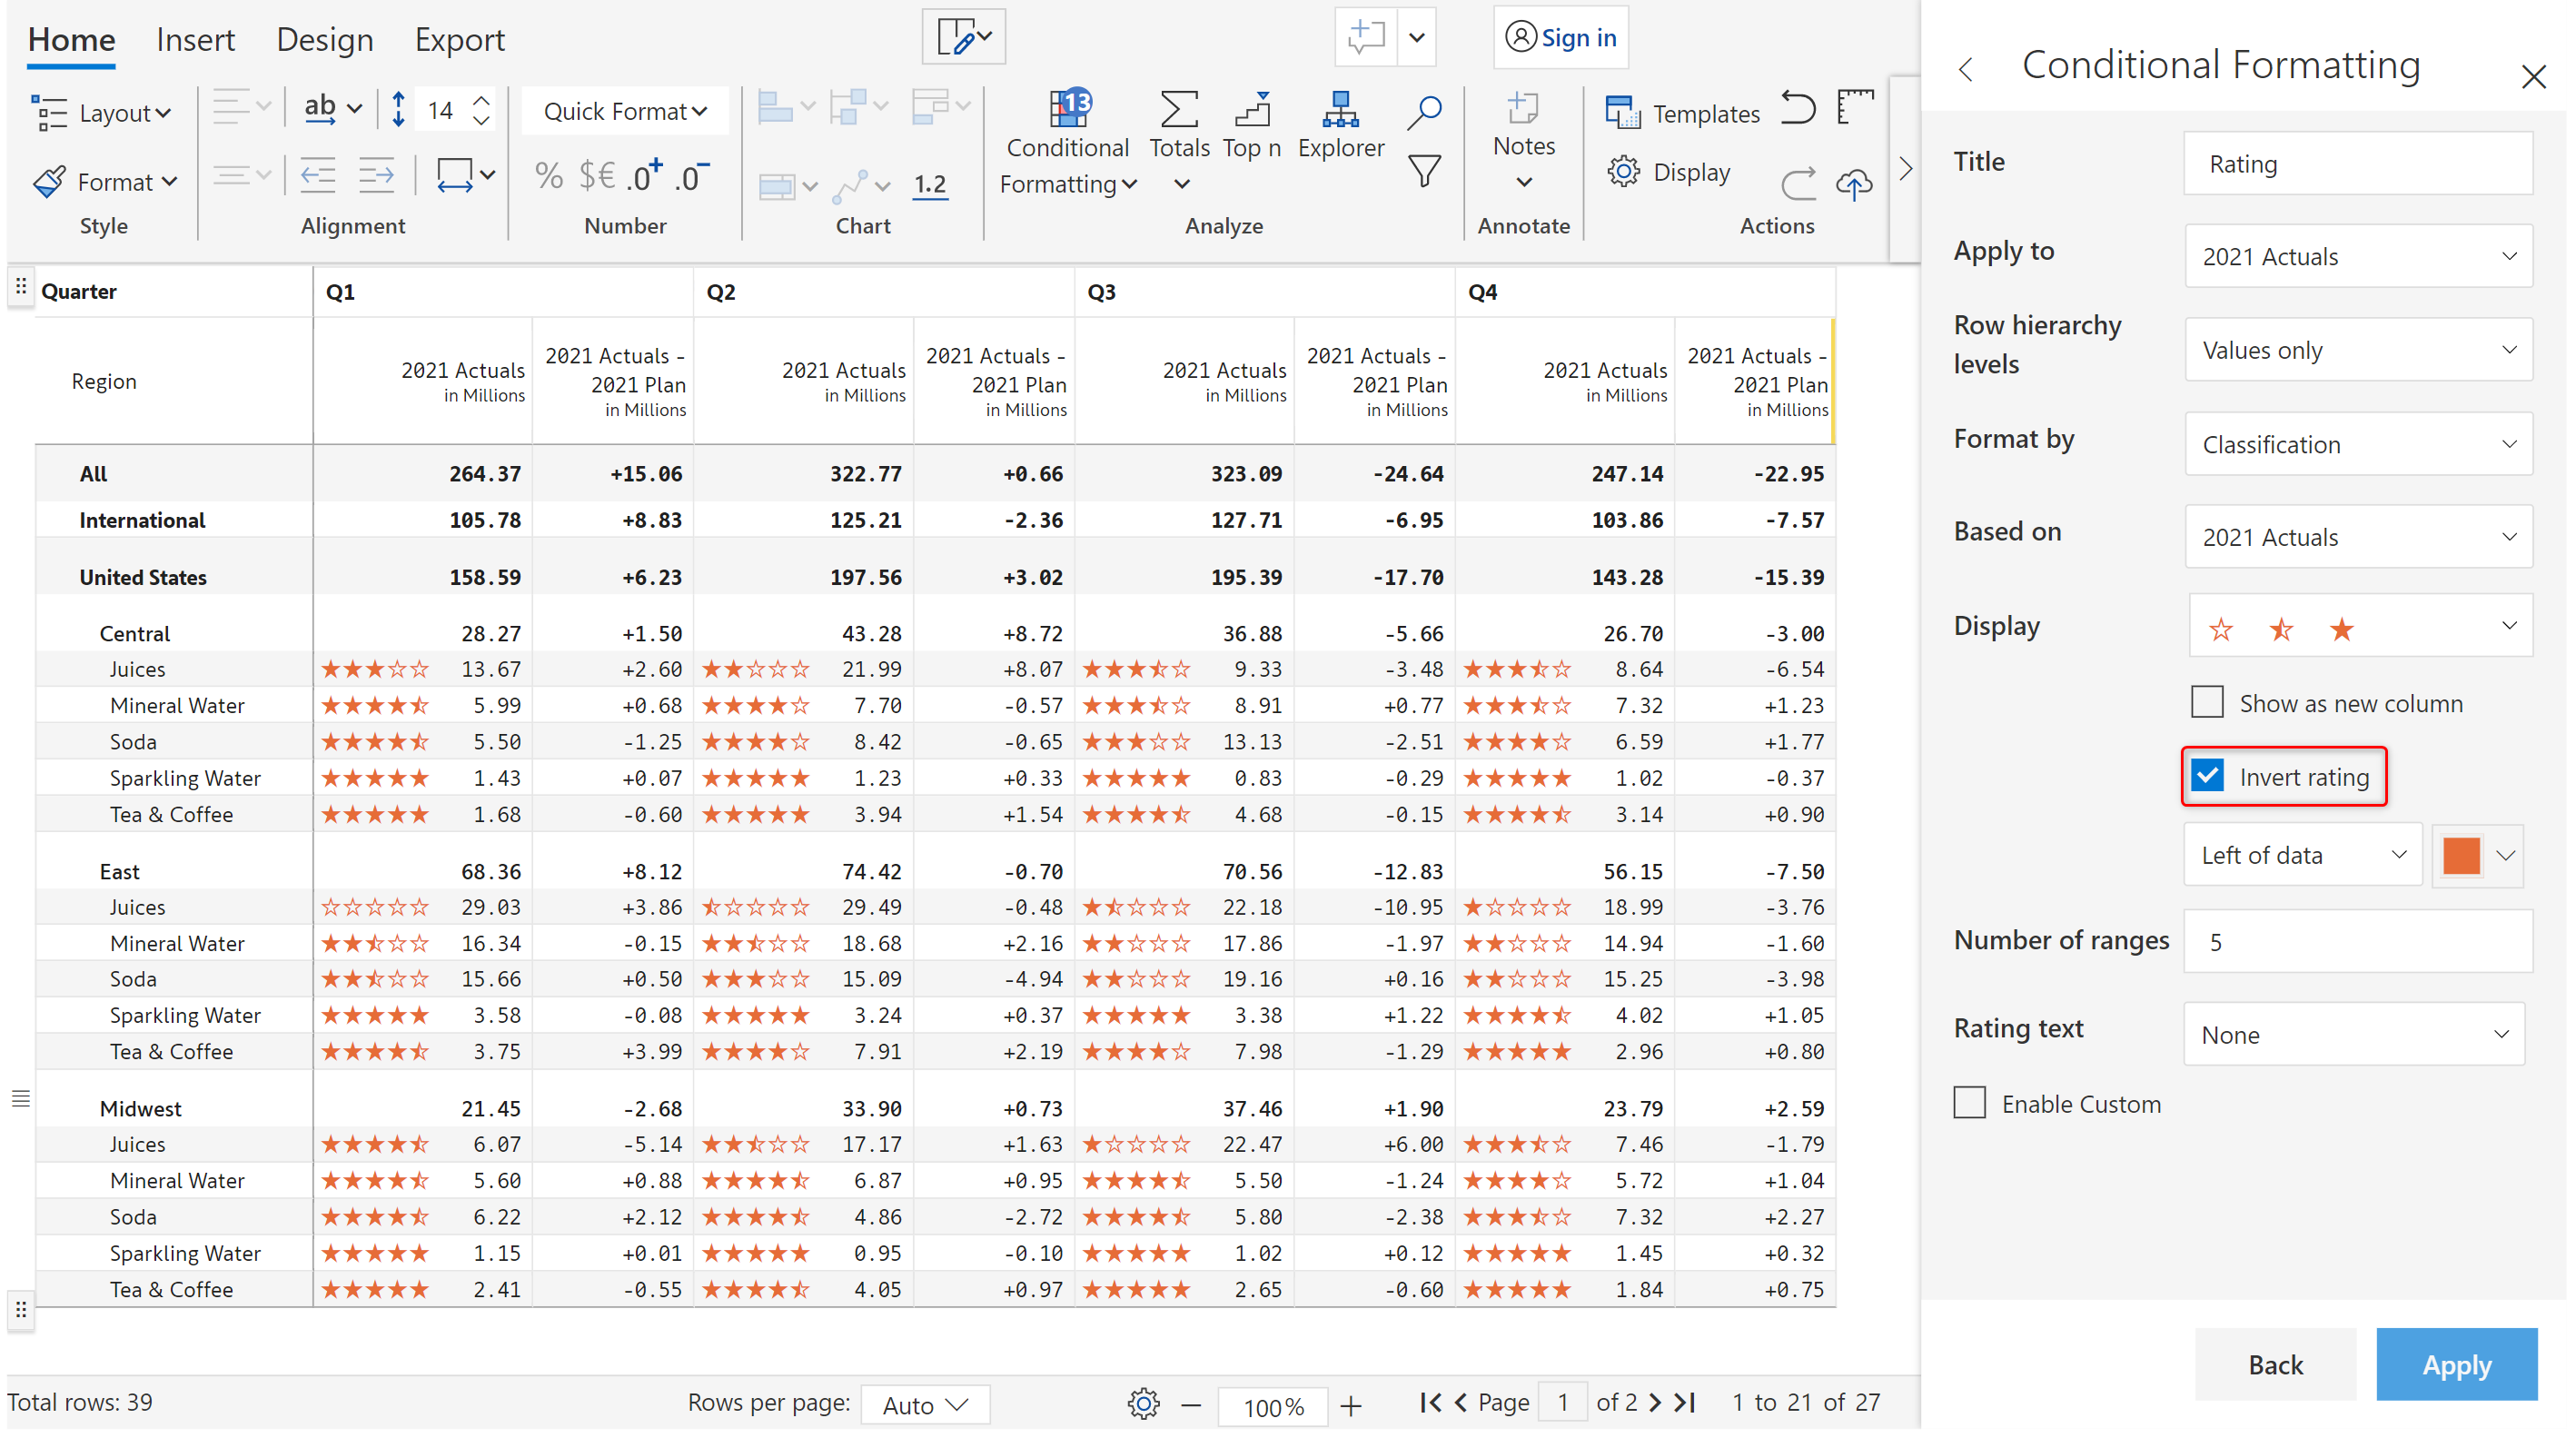 Home Insert Design Export Sign in
Layout ab 14 Quick Format 13 Templates
Conditional Totals Top n Explorer Notes
Format % $€ .0+ .0- 1.2 Formatting Display
Style Alignment Number Chart Analyze Annotate Actions
Quarter Q1 Q2 Q3 Q4
Region 2021 Actuals in Millions 2021 Actuals - 2021 Plan in Millions 2021 Actuals in Millions 2021 Actuals - 2021 Plan in Millions 2021 Actuals in Millions 2021 Actuals - 2021 Plan in Millions 2021 Actuals in Millions 2021 Actuals - 2021 Plan in Millions
All 264.37 +15.06 322.77 +0.66 323.09 -24.64 247.14 -22.95
International 105.78 +8.83 125.21 -2.36 127.71 -6.95 103.86 -7.57
United States 158.59 +6.23 197.56 +3.02 195.39 -17.70 143.28 -15.39
Central 28.27 +1.50 43.28 +8.72 36.88 -5.66 26.70 -3.00
Juices 13.67 +2.60 21.99 +8.07 9.33 -3.48 8.64 -6.54
Mineral Water 5.99 +0.68 7.70 -0.57 8.91 +0.77 7.32 +1.23
Soda 5.50 -1.25 8.42 -0.65 13.13 -2.51 6.59 +1.77
Sparkling Water 1.43 +0.07 1.23 +0.33 0.83 -0.29 1.02 -0.37
Tea & Coffee 1.68 -0.60 3.94 +1.54 4.68 -0.15 3.14 +0.90
East 68.36 +8.12 74.42 -0.70 70.56 -12.83 56.15 -7.50
Juices 29.03 +3.86 29.49 -0.48 22.18 -10.95 18.99 -3.76
Mineral Water 16.34 -0.15 18.68 +2.16 17.86 -1.97 14.94 -1.60
Soda 15.66 +0.50 15.09 -4.94 19.16 +0.16 15.25 -3.98
Sparkling Water 3.58 -0.08 3.24 +0.37 3.38 +1.22 4.02 +1.05
Tea & Coffee 3.75 +3.99 7.91 +2.19 7.98 -1.29 2.96 +0.80
Midwest 21.45 -2.68 33.90 +0.73 37.46 +1.90 23.79 +2.59
Juices 6.07 -5.14 17.17 +1.63 22.47 +6.00 7.46 -1.79
Mineral Water 5.60 +0.88 6.87 +0.95 5.50 -1.24 5.72 +1.04
Soda 6.22 +2.12 4.86 -2.72 5.80 -2.38 7.32 +2.27
Sparkling Water 1.15 +0.01 0.95 -0.10 1.02 +0.12 1.45 +0.32
Tea & Coffee 2.41 -0.55 4.05 +0.97 2.65 -0.60 1.84 +0.75
Total rows: 39 Rows per page: Auto 100% Page 1 of 2 1 to 21 of 27
Conditional Formatting
Title Rating
Apply to 2021 Actuals
Row hierarchy levels Values only
Format by Classification
Based on 2021 Actuals
Display
Show as new column
Invert rating
Left of data
Number of ranges 5
Rating text None
Enable Custom
Back Apply